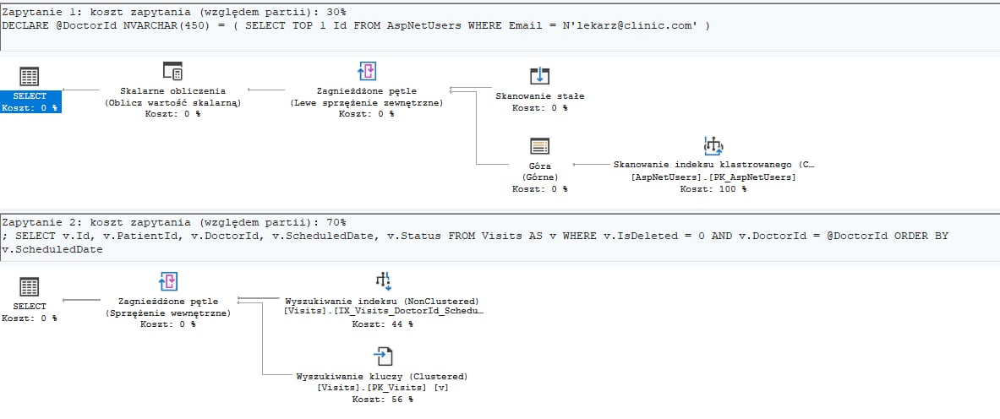 Zapytanie 1: koszt zapytania (względem partii): 30%
DECLARE @DoctorId NVARCHAR(450) = ( SELECT TOP 1 Id FROM AspNetUsers WHERE Email = N'lekarz@clinic.com' )
SELECT
Koszt: 0 %
Skalarne obliczenia
(Oblicz wartość skalarną)
Koszt: 0 %
Zagnieżdżone pętle
(Lewe sprzężenie zewnętrzne)
Koszt: 0 %
Skanowanie stałe
Koszt: 0 %
Góra
(Górne)
Koszt: 0 %
Skanowanie indeksu klastrowanego (C…
[AspNetUsers].[PK_AspNetUsers]
Koszt: 100 %
Zapytanie 2: koszt zapytania (względem partii): 70%
; SELECT v.Id, v.PatientId, v.DoctorId, v.ScheduledDate, v.Status FROM Visits AS v WHERE v.IsDeleted = 0 AND v.DoctorId = @DoctorId ORDER BY
v.ScheduledDate
SELECT
Koszt: 0 %
Zagnieżdżone pętle
(Sprzężenie wewnętrzne)
Koszt: 0 %
Wyszukiwanie indeksu (NonClustered)
[Visits].[IX_Visits_DoctorId_Schedu…
Koszt: 44 %
Wyszukiwanie kluczy (Clustered)
[Visits].[PK_Visits] [v]
Koszt: 56 %